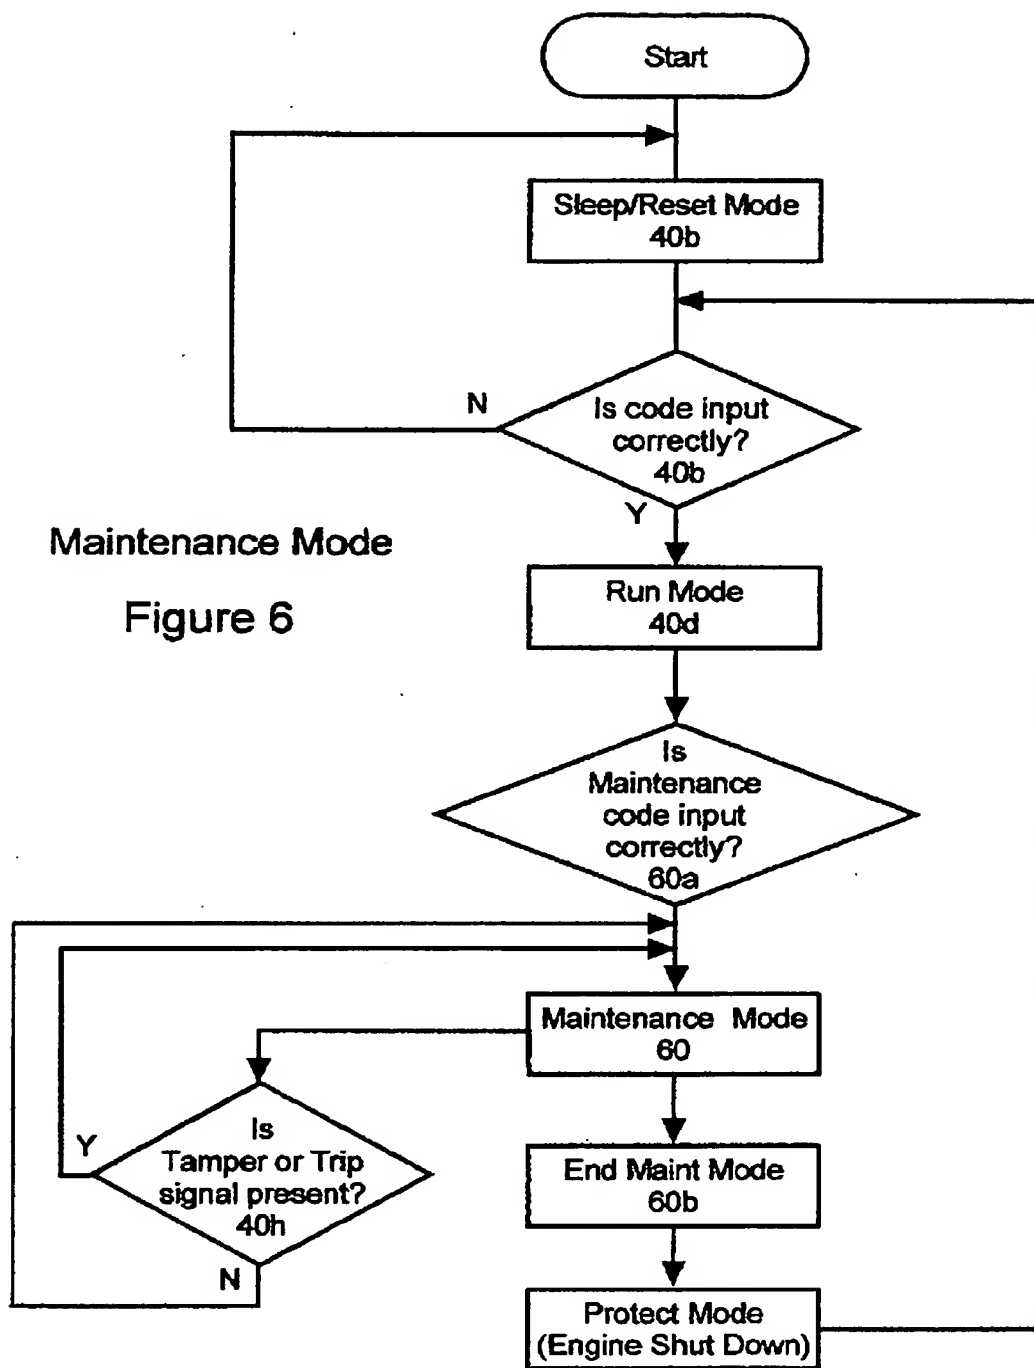 Start
Sleep/Reset Mode
40b
N
Is code input
correctly?
40b
Y
Maintenance Mode
Figure 6
Run Mode
40d
Is
Maintenance
code input
correctly?
60a
Maintenance Mode
60
Y
Is
Tamper or Trip
signal present?
40h
N
End Maint Mode
60b
Protect Mode
(Engine Shut Down)